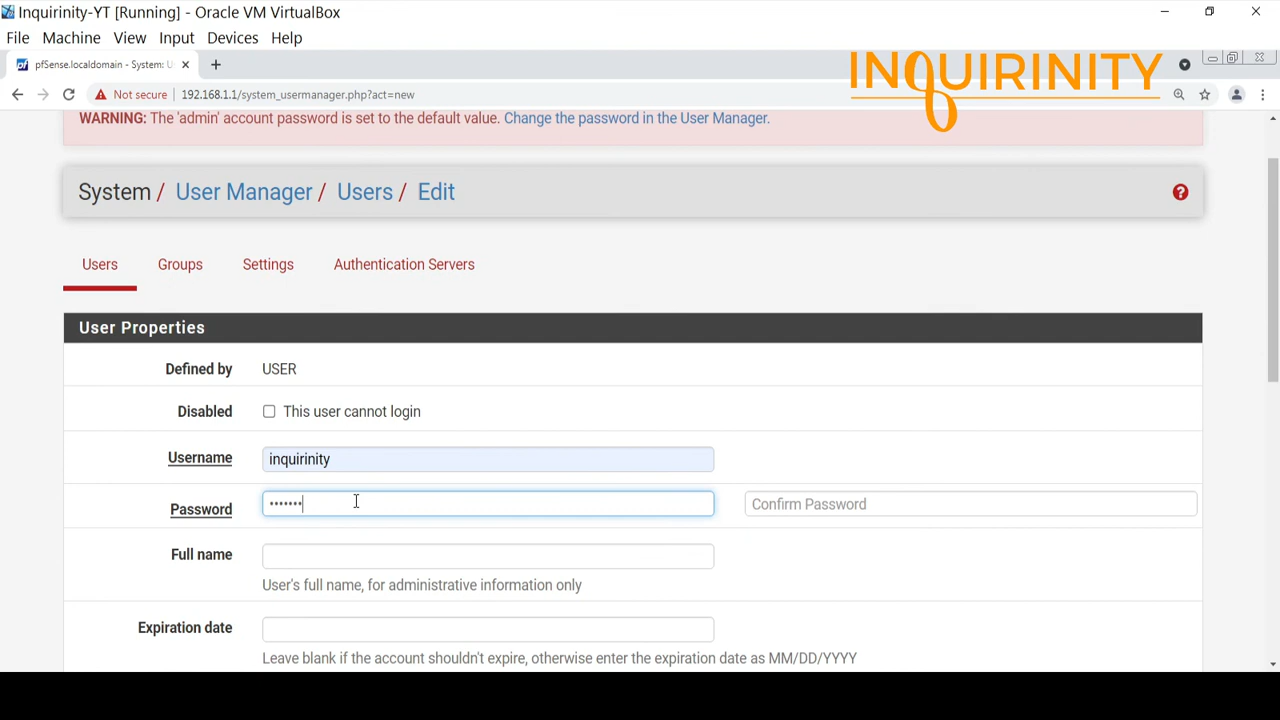 Inquirinity-YT [Running] - Oracle VM VirtualBox
File Machine View Input Devices Help
pfSense.localdomain - System: U
INQUIRINITY
Not secure 192.168.1.1/system_usermanager.php?act=new
WARNING: The 'admin' account password is set to the default value. Change the password in the User Manager.
System / User Manager / Users / Edit
Users Groups Settings Authentication Servers
User Properties
Defined by USER
Disabled This user cannot login
Username inquirinity
Password ••••••• Confirm Password
Full name
User's full name, for administrative information only
Expiration date
Leave blank if the account shouldn't expire, otherwise enter the expiration date as MM/DD/YYYY